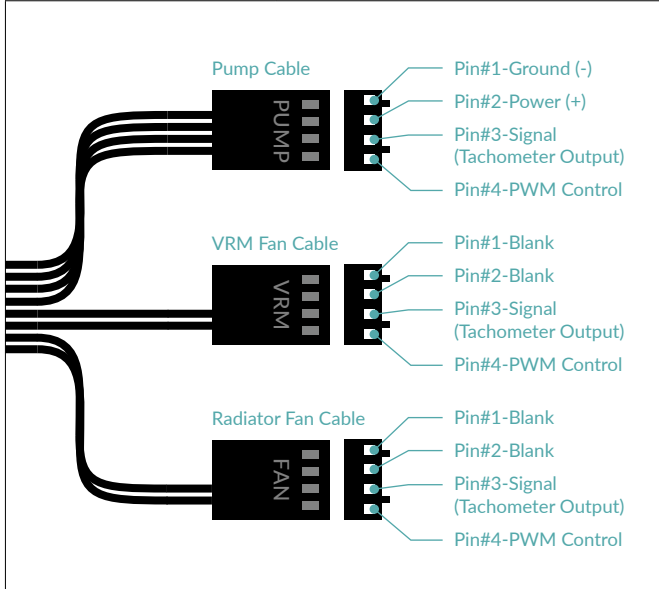 Pump Cable
PUMP
Pin#1-Ground (-)
Pin#2-Power (+)
Pin#3-Signal
(Tachometer Output)
Pin#4-PWM Control
VRM Fan Cable
VRM
Pin#1-Blank
Pin#2-Blank
Pin#3-Signal
(Tachometer Output)
Pin#4-PWM Control
Radiator Fan Cable
FAN
Pin#1-Blank
Pin#2-Blank
Pin#3-Signal
(Tachometer Output)
Pin#4-PWM Control